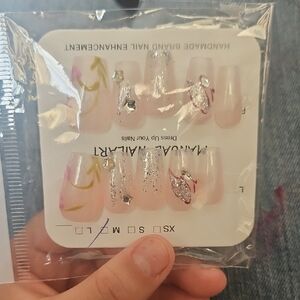 HANDMADE BRAND NAIL ENHANCEMENT
R
MANUAL NAILART
Dress Up Your Nails
L
XS□ S□ M□ L□